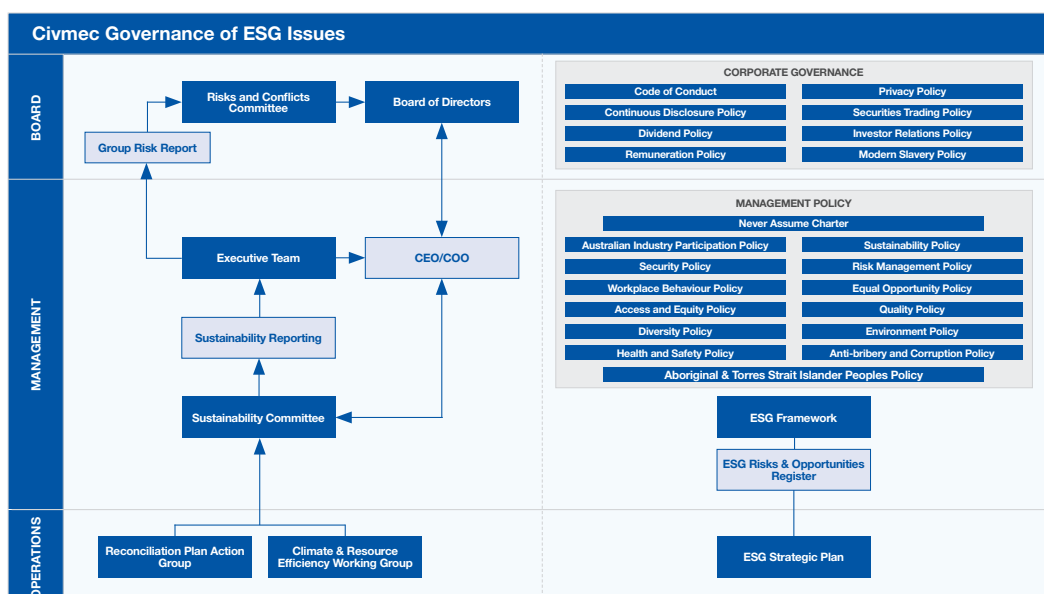 Civmec Governance of ESG Issues
BOARD
Risks and Conflicts
Committee
Board of Directors
Group Risk Report
CORPORATE GOVERNANCE
Code of Conduct
Privacy Policy
Continuous Disclosure Policy
Securities Trading Policy
Dividend Policy
Investor Relations Policy
Remuneration Policy
Modern Slavery Policy
MANAGEMENT
Executive Team
CEO/COO
Sustainability Reporting
Sustainability Committee
MANAGEMENT POLICY
Never Assume Charter
Australian Industry Participation Policy
Sustainability Policy
Security Policy
Risk Management Policy
Workplace Behaviour Policy
Equal Opportunity Policy
Access and Equity Policy
Quality Policy
Diversity Policy
Environment Policy
Health and Safety Policy
Anti-bribery and Corruption Policy
Aboriginal & Torres Strait Islander Peoples Policy
ESG Framework
ESG Risks & Opportunities
Register
OPERATIONS
Reconciliation Plan Action
Group
Climate & Resource
Efficiency Working Group
ESG Strategic Plan